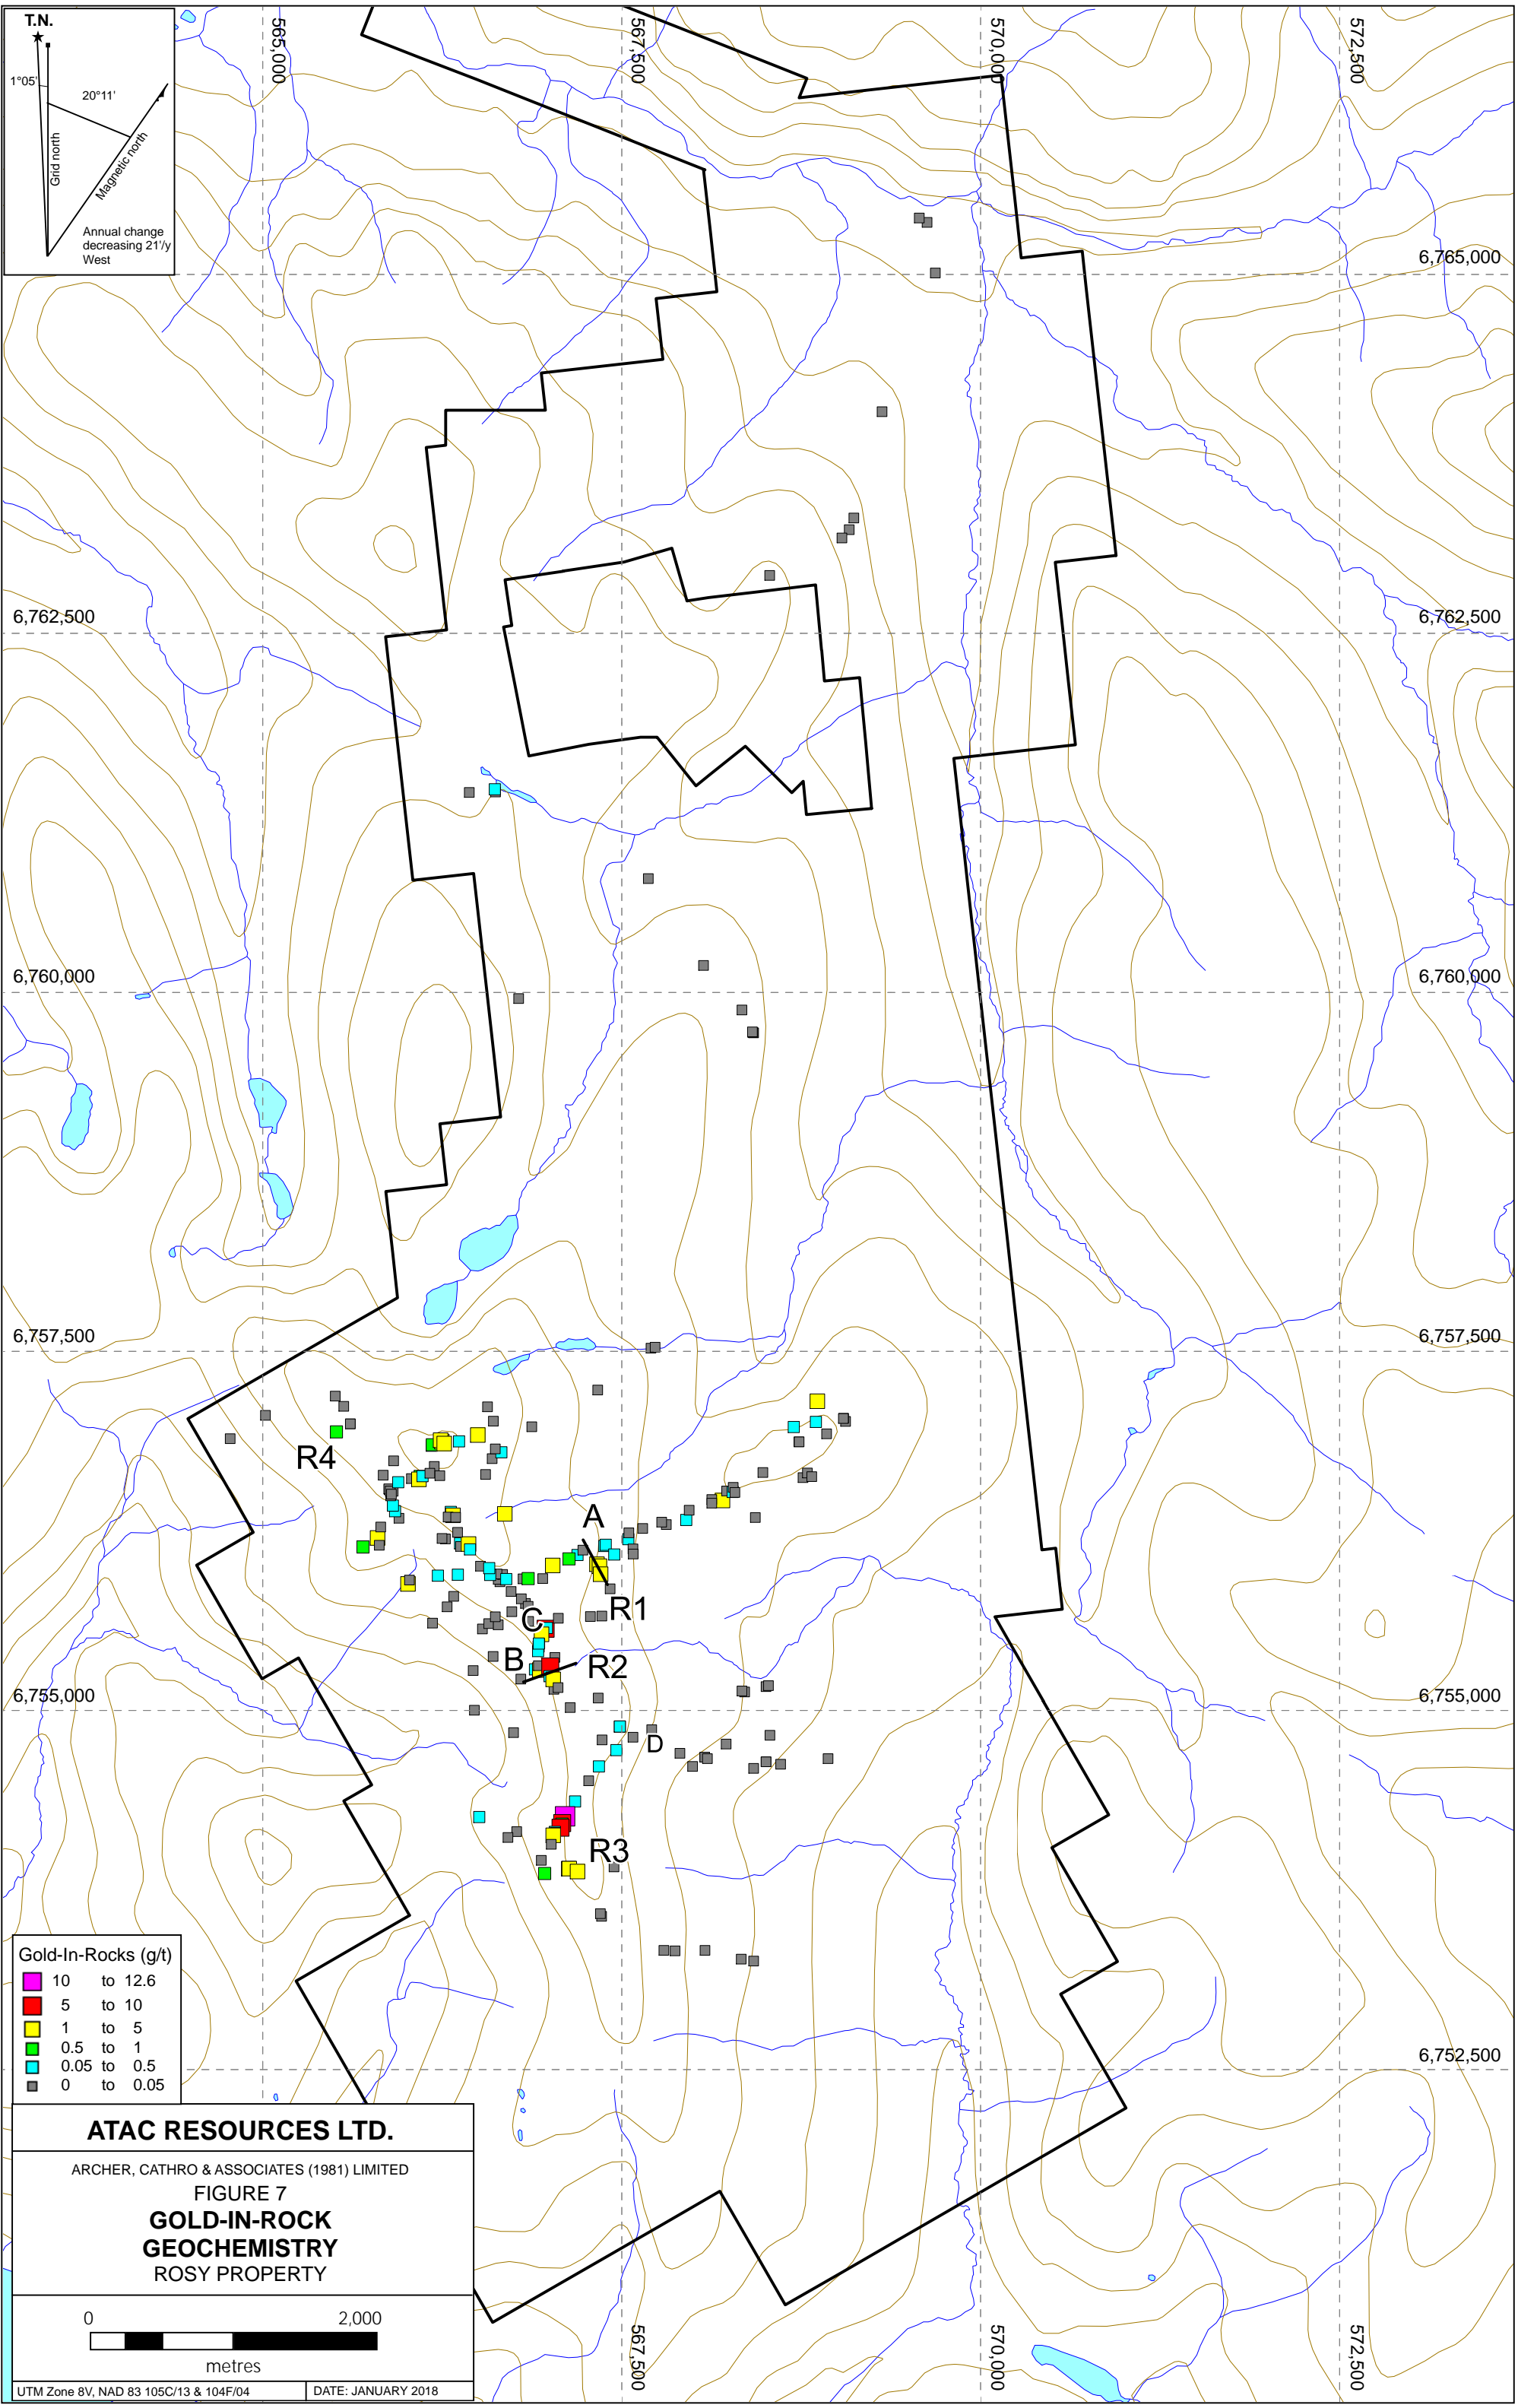 T.N.
1°05'
20°11'
Grid north
Magnetic north
Annual change
decreasing 21'/y
West
565,000
567,500
570,000
572,500
6,765,000
6,762,500
6,762,500
6,760,000
6,760,000
6,757,500
6,757,500
R4
A
R1
C
B
R2
6,755,000
6,755,000
D
R3
Gold-In-Rocks (g/t)
10 to 12.6
5 to 10
1 to 5
0.5 to 1
0.05 to 0.5
0 to 0.05
6,752,500
ATAC RESOURCES LTD.
ARCHER, CATHRO & ASSOCIATES (1981) LIMITED
FIGURE 7
GOLD-IN-ROCK
GEOCHEMISTRY
ROSY PROPERTY
0 2,000
metres
UTM Zone 8V, NAD 83 105C/13 & 104F/04
DATE: JANUARY 2018
567,500
570,000
572,500